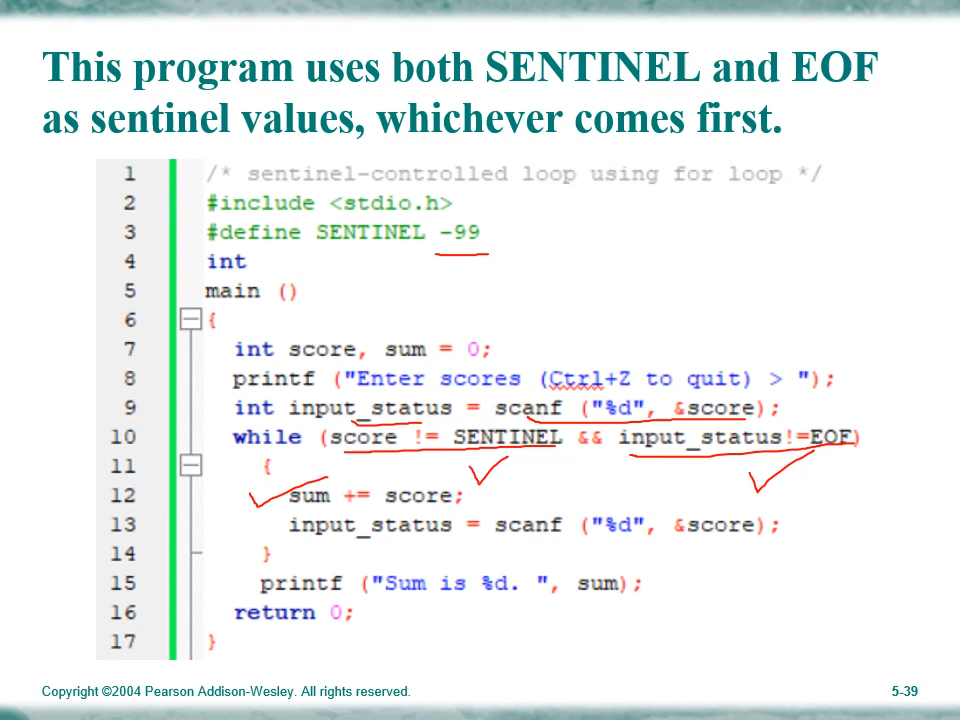 This program uses both SENTINEL and EOF
as sentinel values, whichever comes first.
1 /* sentinel-controlled loop using for loop */
2 #include <stdio.h>
3 #define SENTINEL -99
4 int
5 main ()
6 {
7 int score, sum = 0;
8 printf ("Enter scores (Ctrl+Z to quit) > ");
9 int input_status = scanf ("%d", &score);
10 while (score != SENTINEL && input_status!=EOF)
11 {
12 sum += score;
13 input_status = scanf ("%d", &score);
14 }
15 printf ("Sum is %d. ", sum);
16 return 0;
17 }
Copyright ©2004 Pearson Addison-Wesley. All rights reserved. 5-39